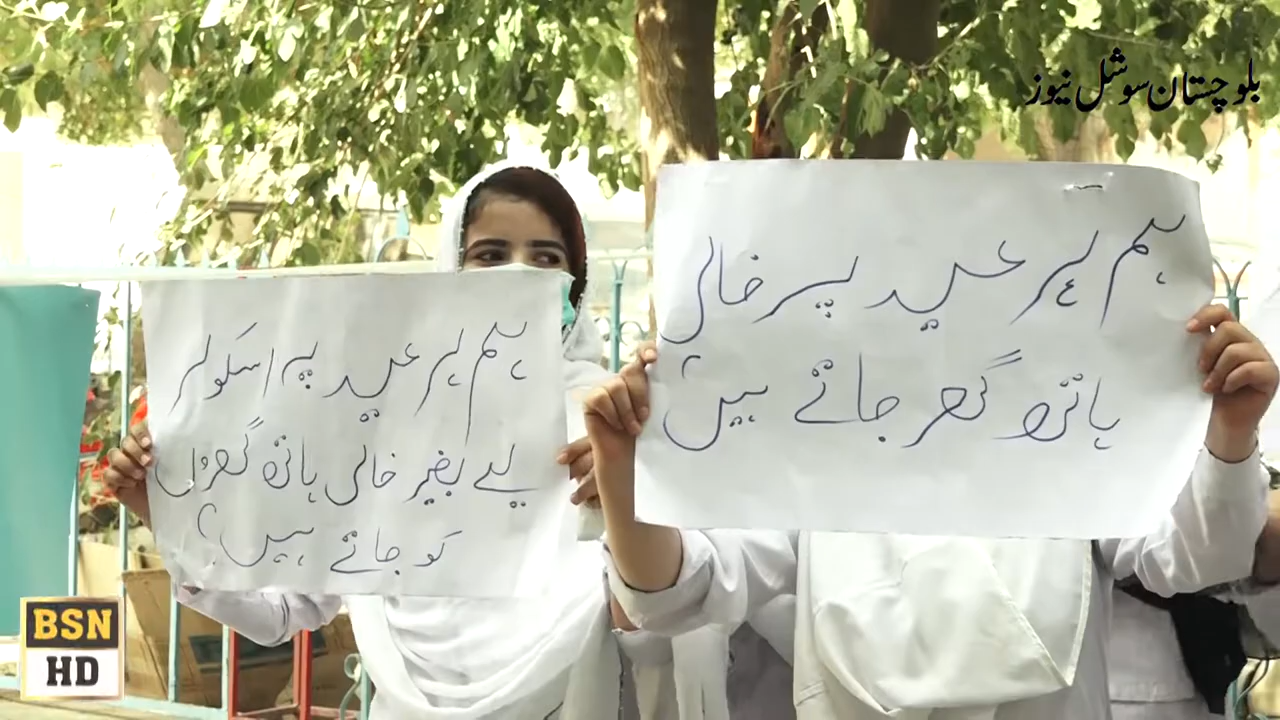 بلوچستان سوشل نیوز
ہم ہر عید پر خالی
ہاتھ گھر جاتے ہیں
ہم ہر عید پہ
لیے بغیر خالی ہاتھ گھروں
کو جاتے ہیں؟
BSN
HD